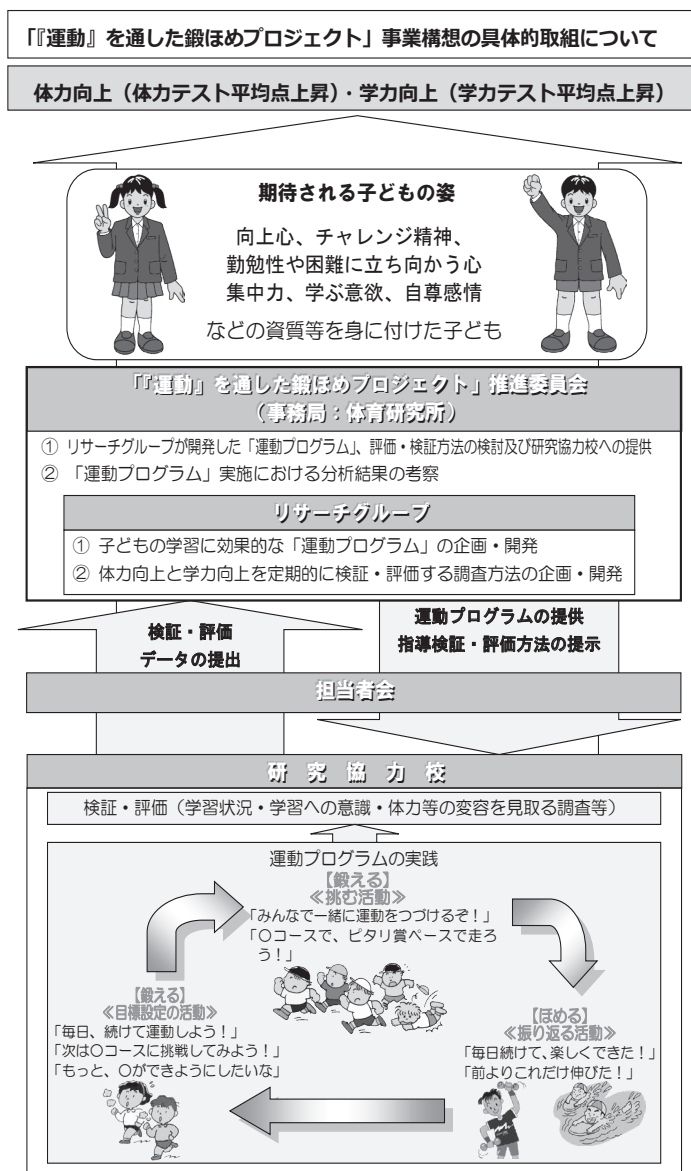 「『運動』を通した鍛ほめプロジェクト」事業構想の具体的取組について
体力向上（体力テスト平均点上昇）・学力向上（学力テスト平均点上昇）
期待される子どもの姿
向上心、チャレンジ精神、
勤勉性や困難に立ち向かう心
集中力、学ぶ意欲、自尊感情
などの資質等を身に付けた子ども
「『運動』を通した鍛ほめプロジェクト」推進委員会
（事務局：体育研究所）
① リサーチグループが開発した「運動プログラム」、評価・検証方法の検討及び研究協力校への提供
② 「運動プログラム」実施における分析結果の考察
リサーチグループ
① 子どもの学習に効果的な「運動プログラム」の企画・開発
② 体力向上と学力向上を定期的に検証・評価する調査方法の企画・開発
検証・評価
データの提出
運動プログラムの提供
指導検証・評価方法の提示
担当者会
研究協力校
検証・評価（学習状況・学習への意識・体力等の変容を見取る調査等）
運動プログラムの実践
【鍛える】
≪挑む活動≫
「みんなで一緒に運動をつづけるぞ！」
「〇コースで、ピタリ賞ペースで走ろ
う！」
【鍛える】
≪目標設定の活動≫
「毎日、続けて運動しよう！」
「次は〇コースに挑戦してみよう！」
「もっと、〇ができようにしたいな」
【ほめる】
≪振り返る活動≫
「毎日続けて、楽しくできた！」
「前よりこれだけ伸びた！」